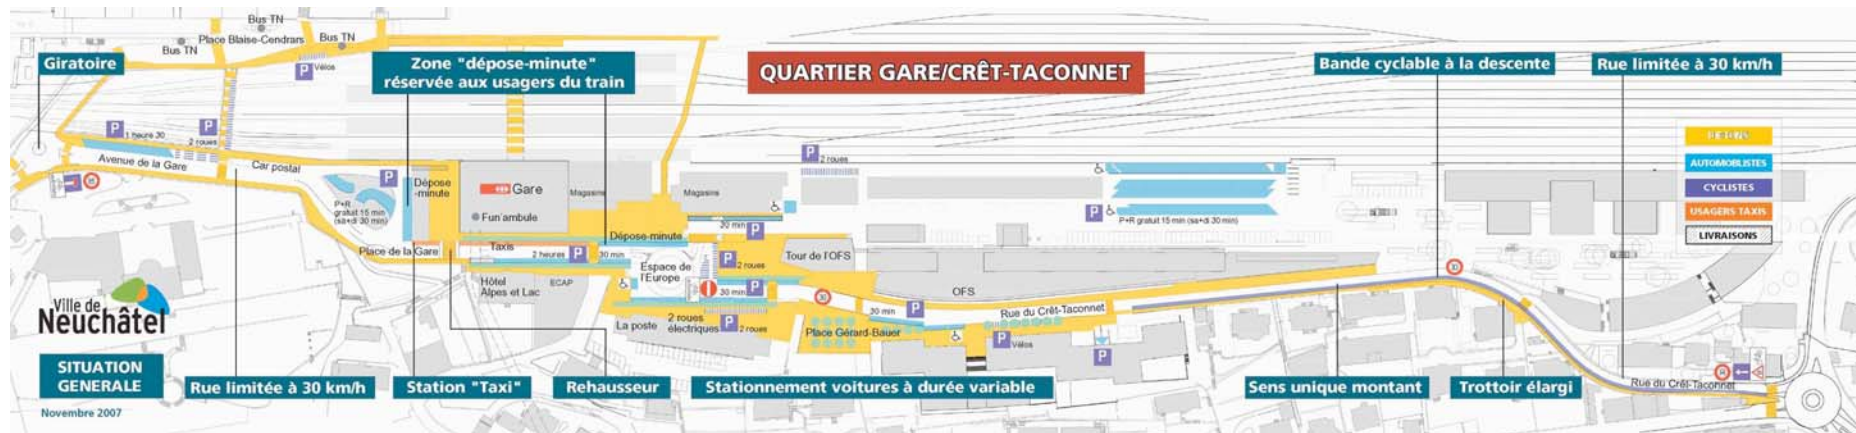 Bus TN
Place Blaise-Cendrars
Bus TN
Bus TN
Vélos
P
Giratoire
Zone "dépose-minute"
réservée aux usagers du train
QUARTIER GARE/CRÊT-TACONNET
Bande cyclable à la descente
Rue limitée à 30 km/h
P
1 heure 30
P
2 roues
Avenue de la Gare
Car postal
P
Dépose
-minute
P+R
gratuit 15 min
(sa+di 30 min)
Gare
Fun'ambule
Magasins
Magasins
P
2 roues
P
P+R gratuit 15 min (sa+di 30 min)
PIÉTONS
AUTOMOBILISTES
CYCLISTES
USAGERS TAXIS
LIVRAISONS
Place de la Gare
Taxis
2 heures
P
30 min
Dépose-minute
30 min
P
P
2 roues
Tour de l'OFS
Espace de
l'Europe
30 min
P
Hôtel
Alpes et Lac
ECAP
La poste
2 roues
électriques
P
2 roues
30
30 min
P
Place Gérard-Bauer
OFS
Rue du Crêt-Taconnet
P
Vélos
P
30
Rue du Crêt-Taconnet
Ville de
Neuchâtel
SITUATION
GENERALE
Novembre 2007
Rue limitée à 30 km/h
Station "Taxi"
Rehausseur
Stationnement voitures à durée variable
Sens unique montant
Trottoir élargi